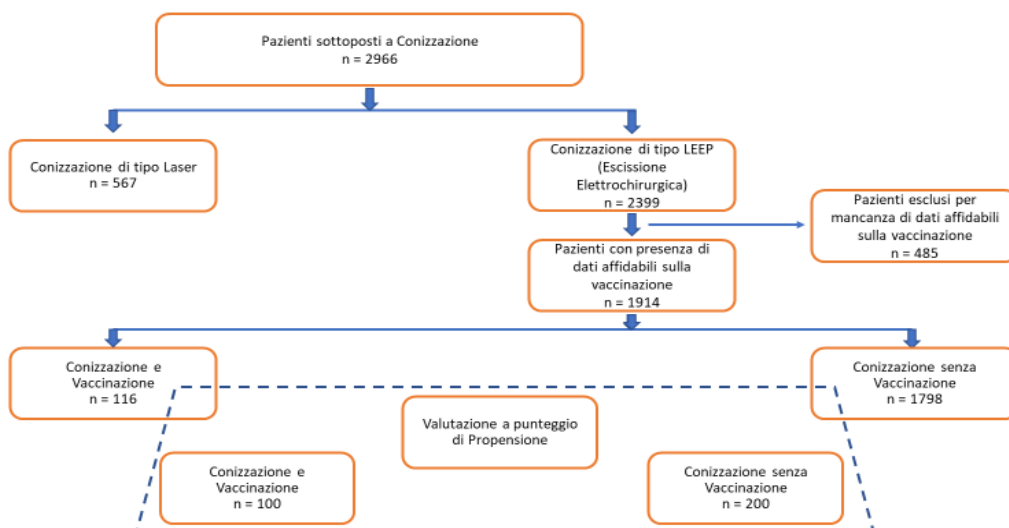 Pazienti sottoposti a Conizzazione
n = 2966
Conizzazione di tipo Laser
n = 567
Conizzazione di tipo LEEP
(Escissione
Elettrochirurgica)
n = 2399
Pazienti esclusi per
mancanza di dati affidabili
sulla vaccinazione
n = 485
Pazienti con presenza di
dati affidabili sulla
vaccinazione
n = 1914
Conizzazione e
Vaccinazione
n = 116
Conizzazione senza
Vaccinazione
n = 1798
Valutazione a punteggio
di Propensione
Conizzazione e
Vaccinazione
n = 100
Conizzazione senza
Vaccinazione
n = 200